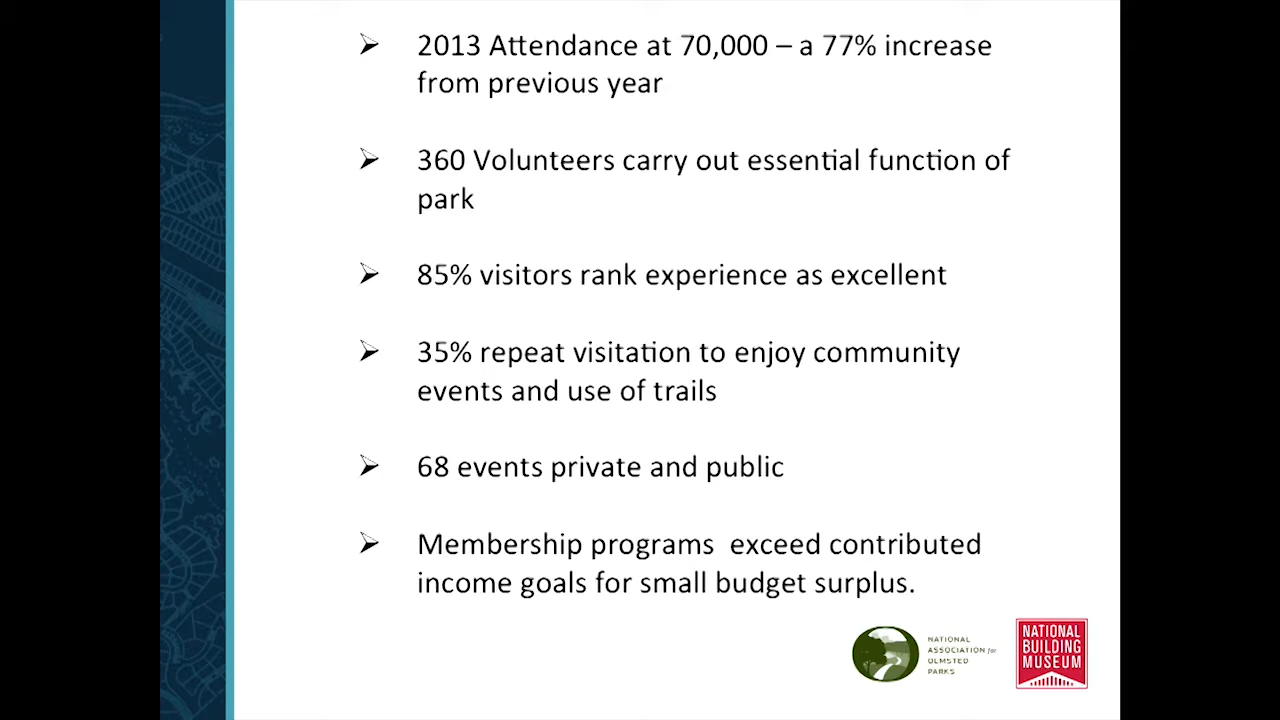 2013 Attendance at 70,000 – a 77% increase
from previous year
360 Volunteers carry out essential function of
park
85% visitors rank experience as excellent
35% repeat visitation to enjoy community
events and use of trails
68 events private and public
Membership programs  exceed contributed
income goals for small budget surplus.
NATIONAL
ASSOCIATION for
OLMSTED
PARKS
NATIONAL
BUILDING
MUSEUM